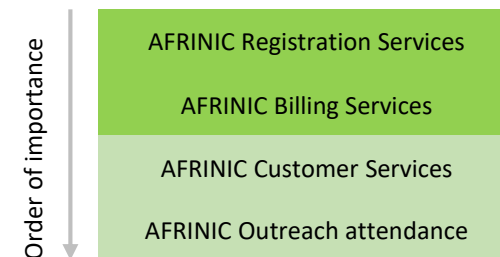 Order of importance
AFRINIC Registration Services
AFRINIC Billing Services
AFRINIC Customer Services
AFRINIC Outreach attendance